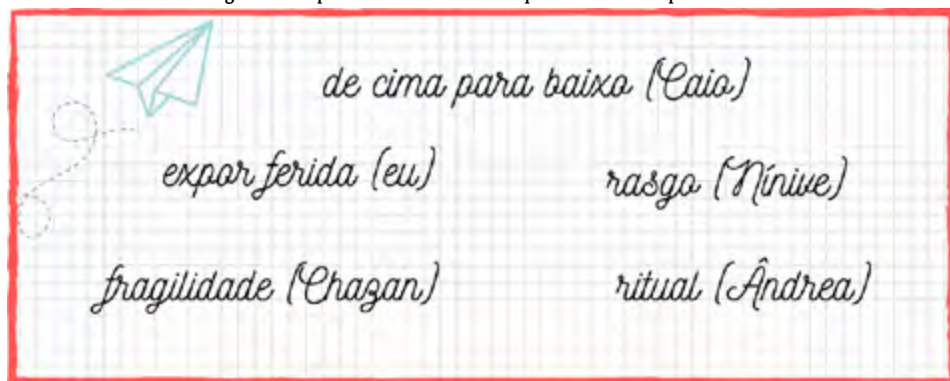 de cima para baixo (Caio)
expor ferida (eu)
rasgo (Nínive)
fragilidade (Chazan)
ritual (Ândrea)